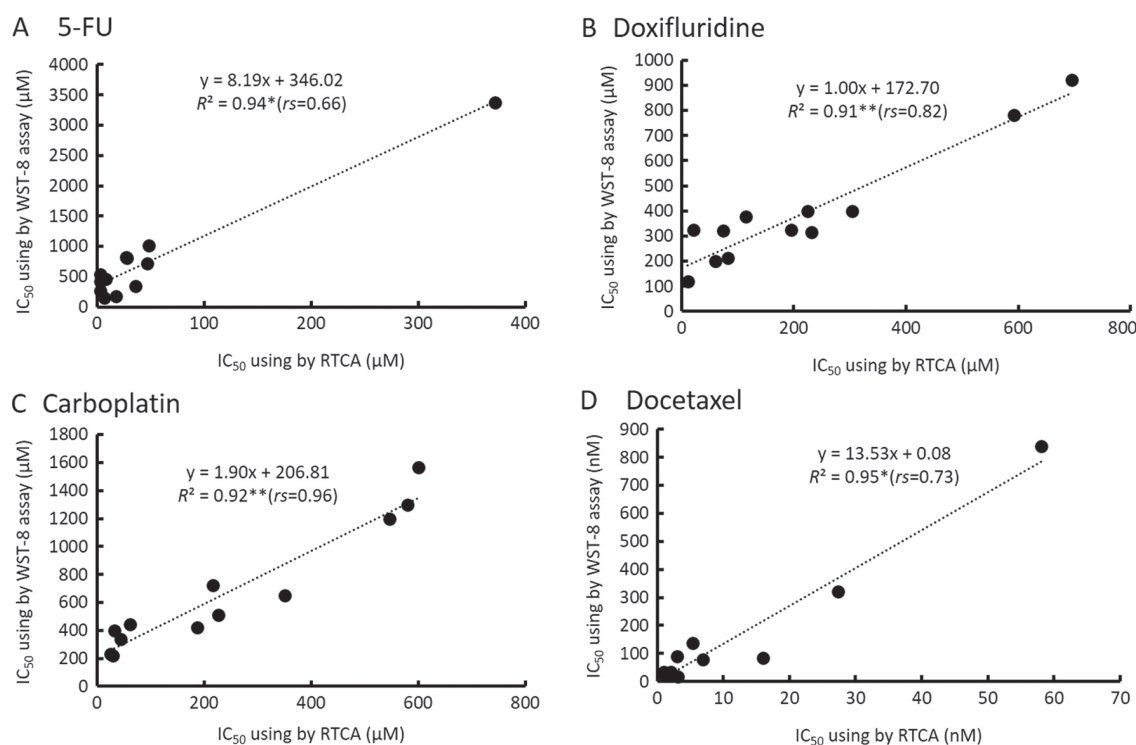 A 5-FU
y = 8.19x + 346.02
R² = 0.94*(rs=0.66)
IC50 using by WST-8 assay (µM)
4000
3500
3000
2500
2000
1500
1000
500
0
0 100 200 300 400
IC50 using by RTCA (µM)
B Doxifluridine
y = 1.00x + 172.70
R² = 0.91**(rs=0.82)
IC50 using by WST-8 assay (µM)
1000
900
800
700
600
500
400
300
200
100
0
0 200 400 600 800
IC50 using by RTCA (µM)
C Carboplatin
y = 1.90x + 206.81
R² = 0.92**(rs=0.96)
IC50 using by WST-8 assay (µM)
1800
1600
1400
1200
1000
800
600
400
200
0
0 200 400 600 800
IC50 using by RTCA (µM)
D Docetaxel
y = 13.53x + 0.08
R² = 0.95*(rs=0.73)
IC50 using by WST-8 assay (nM)
900
800
700
600
500
400
300
200
100
0
0 10 20 30 40 50 60 70
IC50 using by RTCA (nM)